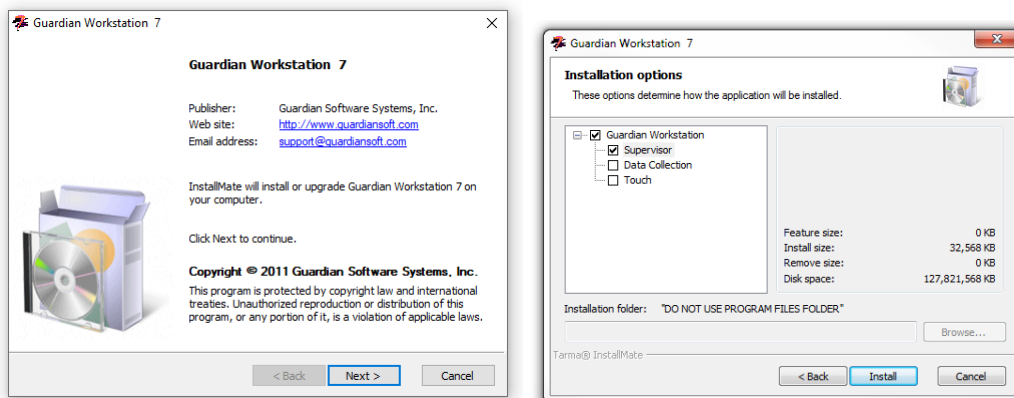 Guardian Workstation 7
Guardian Workstation 7
Publisher: Guardian Software Systems, Inc.
Web site: http://www.guardiansoft.com
Email address: support@guardiansoft.com
InstallMate will install or upgrade Guardian Workstation 7 on
your computer.
Click Next to continue.
Copyright © 2011 Guardian Software Systems, Inc.
This program is protected by copyright law and international
treaties. Unauthorized reproduction or distribution of this
program, or any portion of it, is a violation of applicable laws.
< Back Next > Cancel
Guardian Workstation 7
Installation options
These options determine how the application will be installed.
Guardian Workstation
Supervisor
Data Collection
Touch
Feature size: 0 KB
Install size: 32,568 KB
Remove size: 0 KB
Disk space: 127,821,568 KB
Installation folder: "DO NOT USE PROGRAM FILES FOLDER"
Browse...
Tarma® InstallMate
< Back Install Cancel